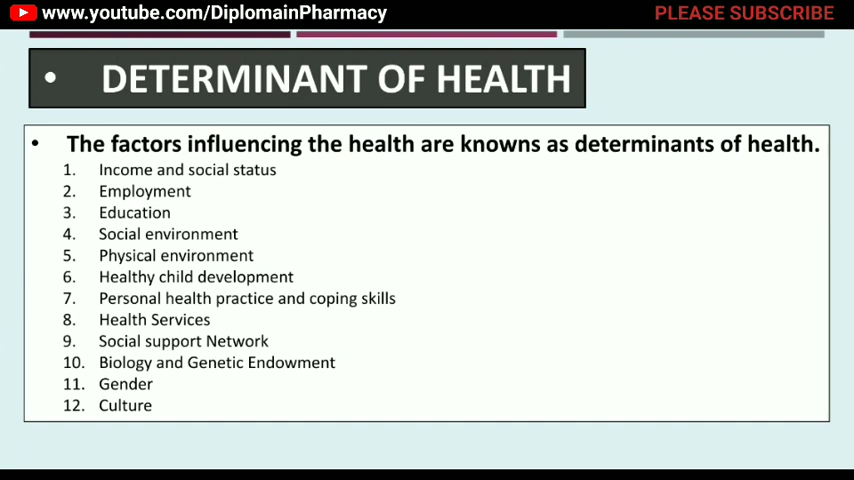 www.youtube.com/DiplomainPharmacy
PLEASE SUBSCRIBE
• DETERMINANT OF HEALTH
• The factors influencing the health are knowns as determinants of health.
1. Income and social status
2. Employment
3. Education
4. Social environment
5. Physical environment
6. Healthy child development
7. Personal health practice and coping skills
8. Health Services
9. Social support Network
10. Biology and Genetic Endowment
11. Gender
12. Culture